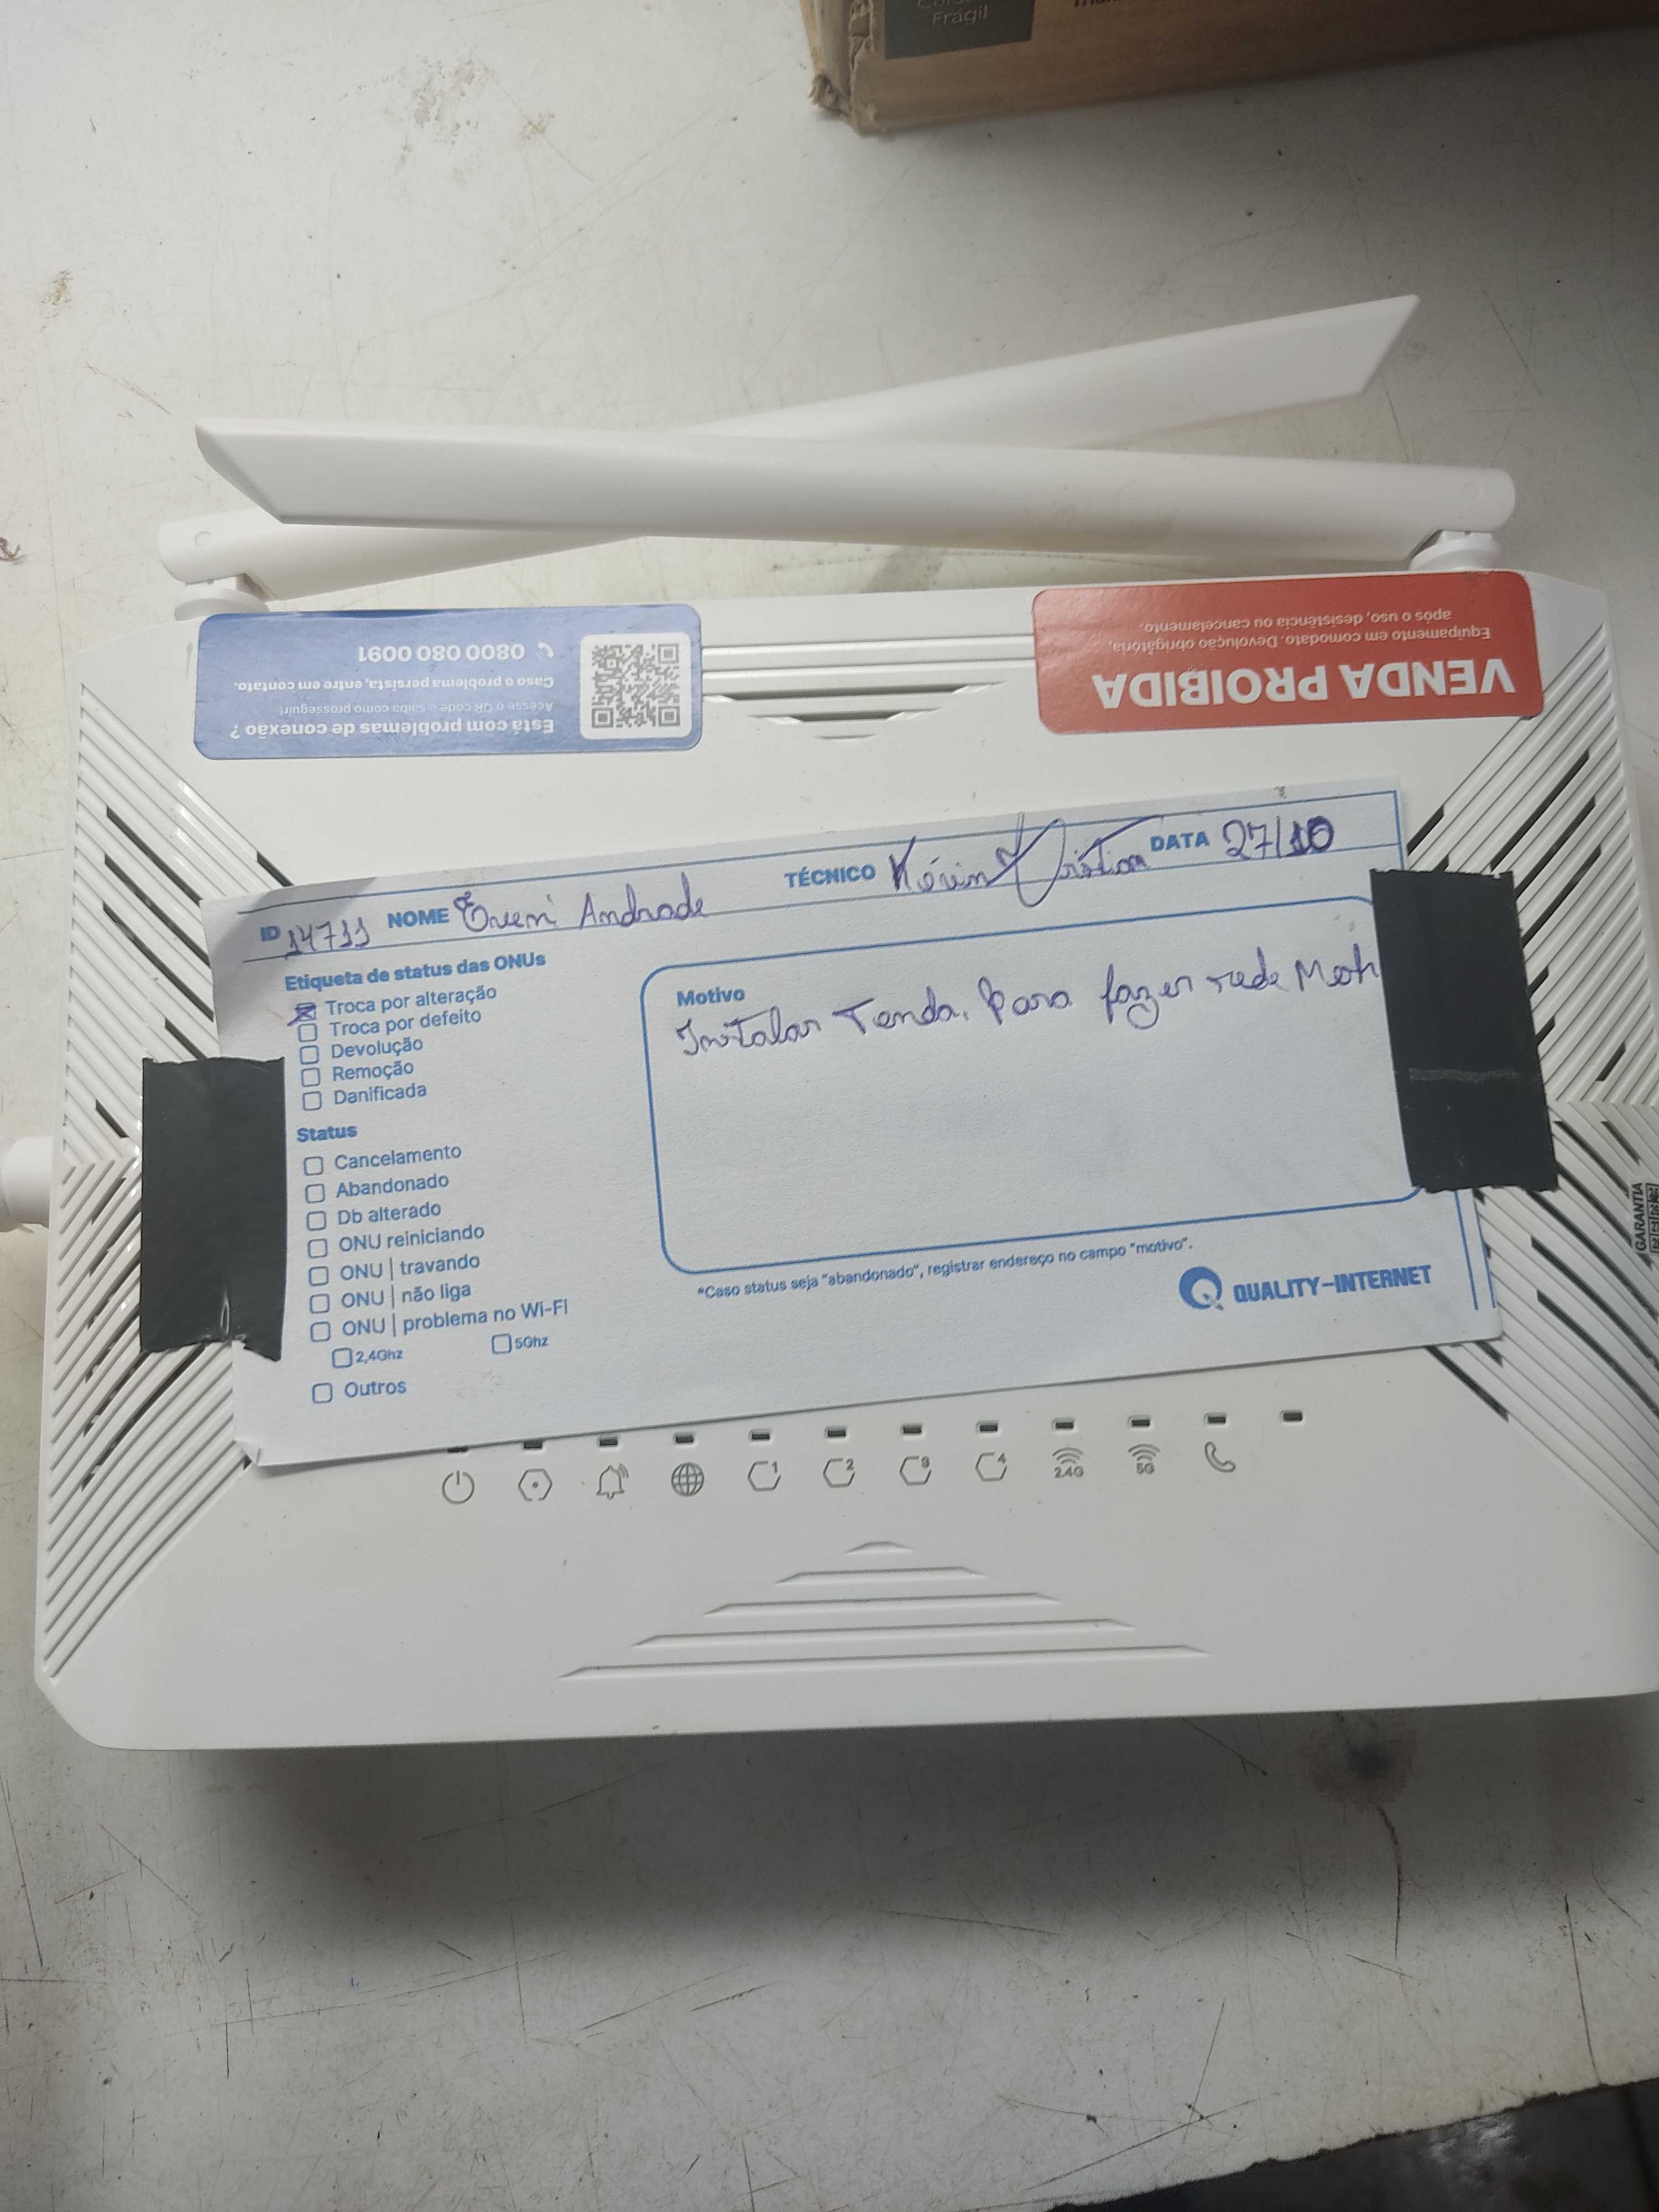 Frágil
VENDA PROIBIDA
Equipamento em comodato. Devolução obrigatória,
após o uso, desistência ou cancelamento.
Está com problemas de conexão ?
Acesse o QR code e saiba como prosseguir!
Caso o problema persista, entre em contato.
0800 080 0091
ID 14711 NOME Andrade TÉCNICO DATA 27/10
Etiqueta de status das ONUs
Troca por alteração
Troca por defeito
Devolução
Remoção
Danificada
Status
Cancelamento
Abandonado
Db alterado
ONU reiniciando
ONU | travando
ONU | não liga
ONU | problema no Wi-Fi
2,4Ghz 5Ghz
Outros
Motivo
Instalar Tenda. Para fazer rede Mesh
*Caso status seja "abandonado", registrar endereço no campo "motivo".
QUALITY-INTERNET
1 2 3 4 2.4G 5G
GARANTIA